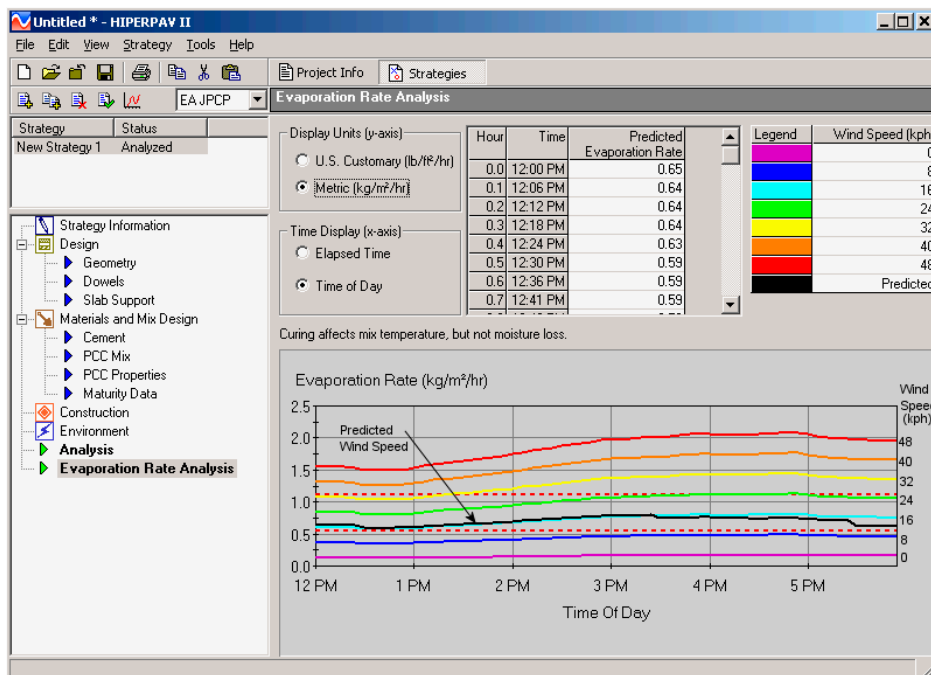 Untitled * - HIPERPAV II
File Edit View Strategy Tools Help
Project Info Strategies
EA JPCP
Evaporation Rate Analysis
Strategy Status
New Strategy 1 Analyzed
Strategy Information
Design
Geometry
Dowels
Slab Support
Materials and Mix Design
Cement
PCC Mix
PCC Properties
Maturity Data
Construction
Environment
Analysis
Evaporation Rate Analysis
Display Units (y-axis)
U.S. Customary (lb/ft²/hr)
Metric (kg/m²/hr)
Time Display (x-axis)
Elapsed Time
Time of Day
Hour Time Predicted Evaporation Rate
0.0 12:00 PM 0.65
0.1 12:06 PM 0.64
0.2 12:12 PM 0.64
0.3 12:18 PM 0.64
0.4 12:24 PM 0.63
0.5 12:30 PM 0.59
0.6 12:36 PM 0.59
0.7 12:41 PM 0.59
Legend Wind Speed (kph)
0
8
16
24
32
40
48
Predicted
Curing affects mix temperature, but not moisture loss.
Evaporation Rate (kg/m²/hr)
Wind
Speed
(kph)
Predicted
Wind Speed
2.5
2.0
1.5
1.0
0.5
0.0
48
40
32
24
16
8
0
12 PM 1 PM 2 PM 3 PM 4 PM 5 PM
Time Of Day